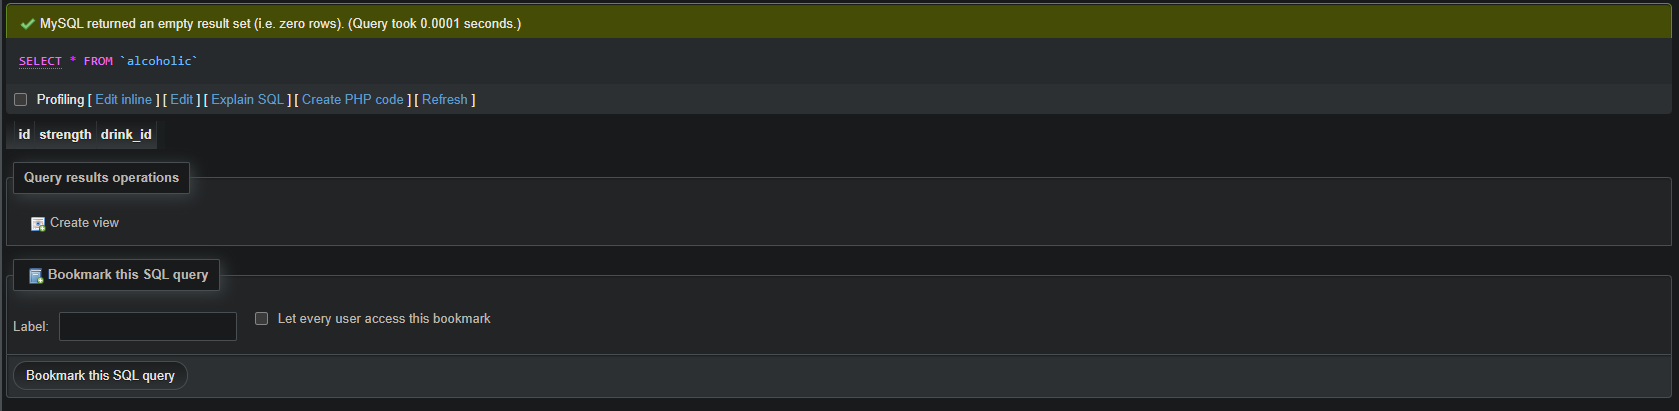 MySQL returned an empty result set (i.e. zero rows). (Query took 0.0001 seconds.)
SELECT * FROM `alcoholic`
Profiling [ Edit inline ] [ Edit ] [ Explain SQL ] [ Create PHP code ] [ Refresh ]
id strength drink_id
Query results operations
Create view
Bookmark this SQL query
Label: Let every user access this bookmark
Bookmark this SQL query